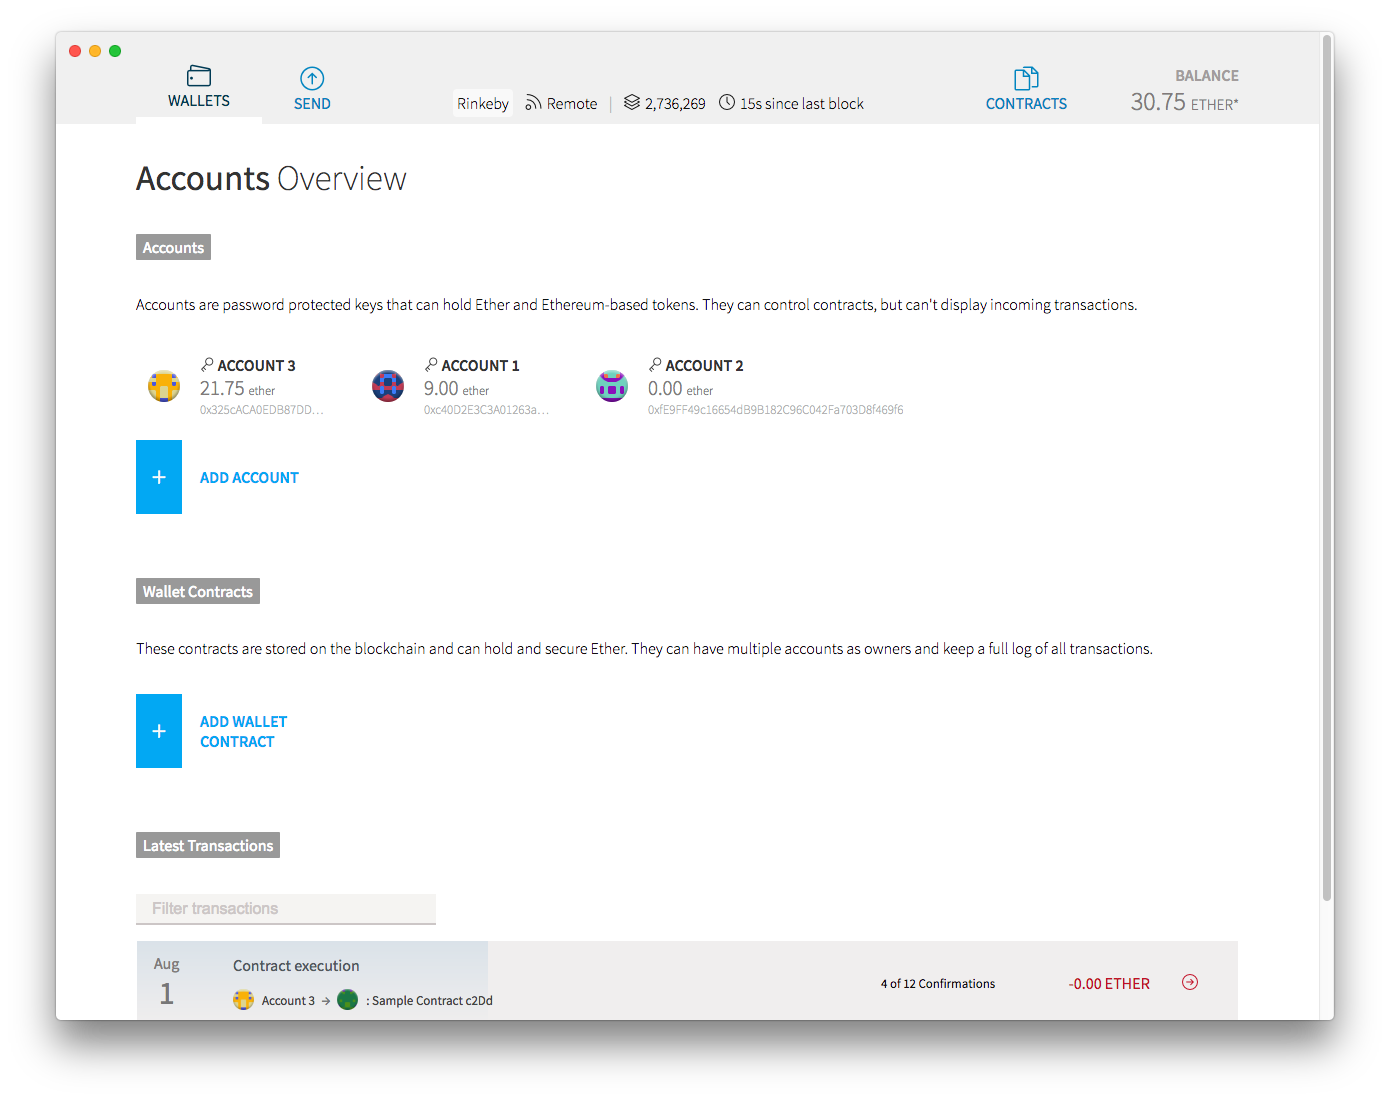 WALLETS
SEND
Rinkeby Remote | 2,736,269 15s since last block
CONTRACTS
BALANCE
30.75 ETHER*
Accounts Overview
Accounts
Accounts are password protected keys that can hold Ether and Ethereum-based tokens. They can control contracts, but can't display incoming transactions.
ACCOUNT 3
21.75 ether
0x325cACA0EDB87DD...
ACCOUNT 1
9.00 ether
0xc40D2E3C3A01263a...
ACCOUNT 2
0.00 ether
0xfE9FF49c16654dB9B182C96C042Fa703D8f469f6
+ ADD ACCOUNT
Wallet Contracts
These contracts are stored on the blockchain and can hold and secure Ether. They can have multiple accounts as owners and keep a full log of all transactions.
+ ADD WALLET
CONTRACT
Latest Transactions
Filter transactions
Aug
1
Contract execution
Account 3 → : Sample Contract c2Dd
4 of 12 Confirmations
-0.00 ETHER